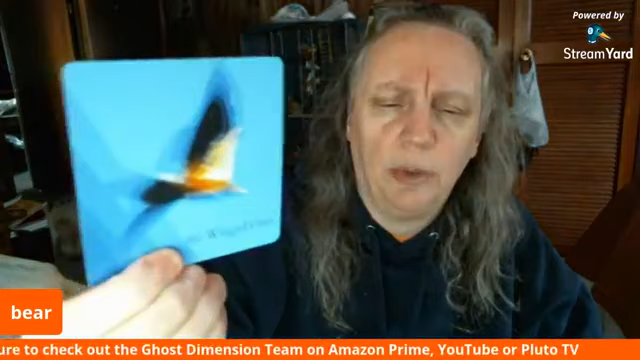 Powered by
StreamYard
bear
ure to check out the Ghost Dimension Team on Amazon Prime, YouTube or Pluto TV